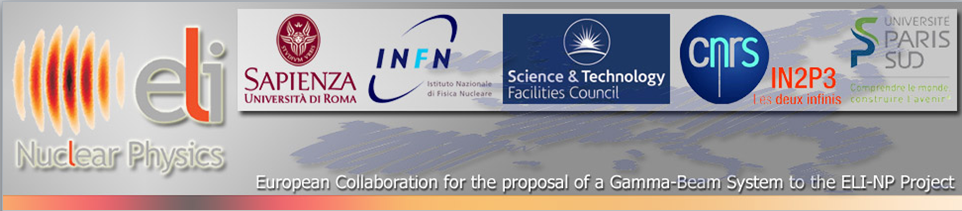 eli
Nuclear Physics
SAPIENZA
UNIVERSITÀ DI ROMA
INFN
Istituto Nazionale
di Fisica Nucleare
Science & Technology
Facilities Council
cnrs
IN2P3
Les deux infinis
UNIVERSITÉ
PARIS
SUD
Comprendre le monde,
construire l'avenir
European Collaboration for the proposal of a Gamma-Beam System to the ELI-NP Project